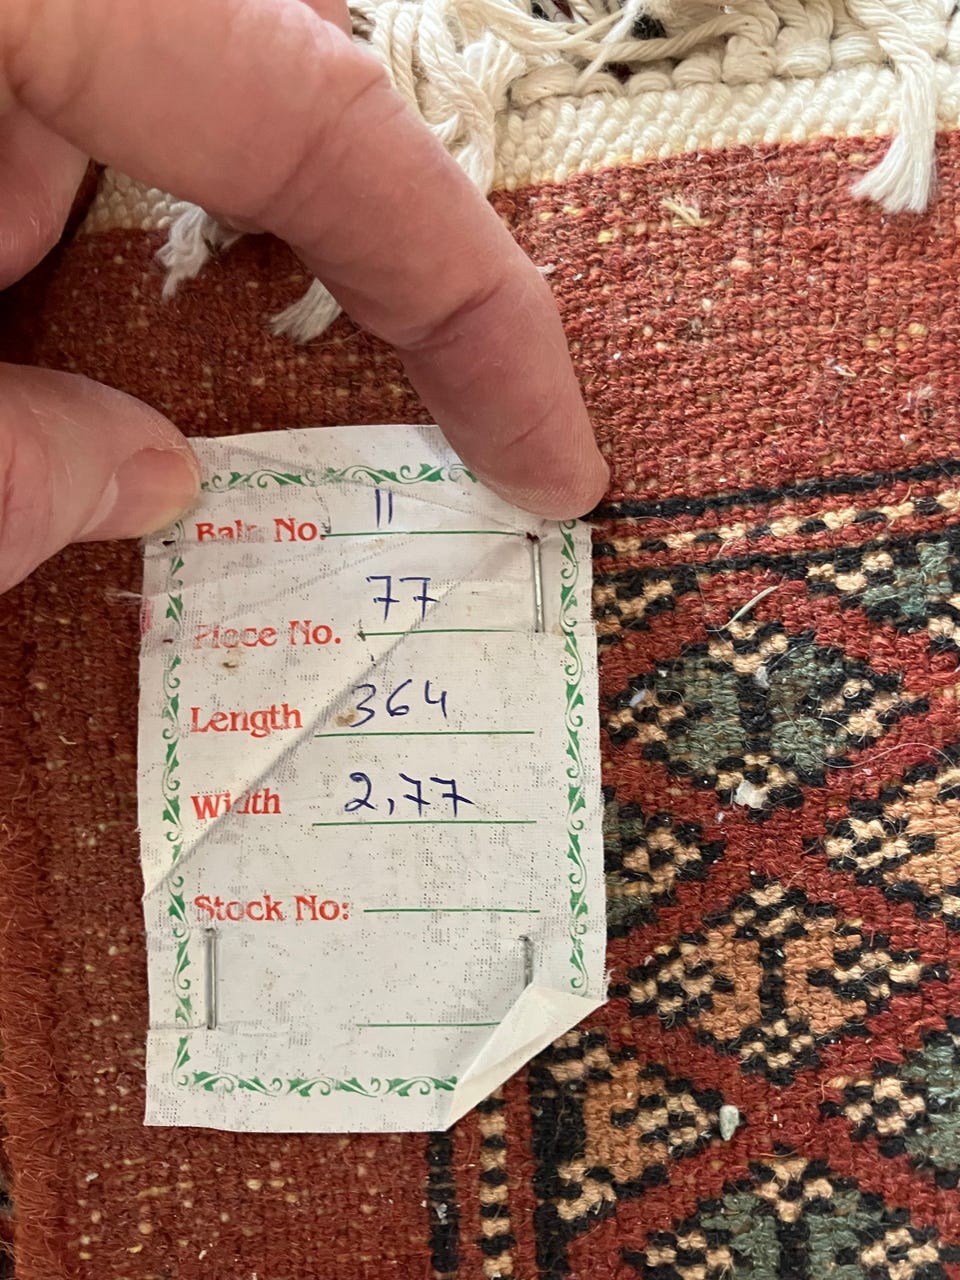 Bale No. 11
Piece No. 77
Length 364
Width 2,77
Stock No: